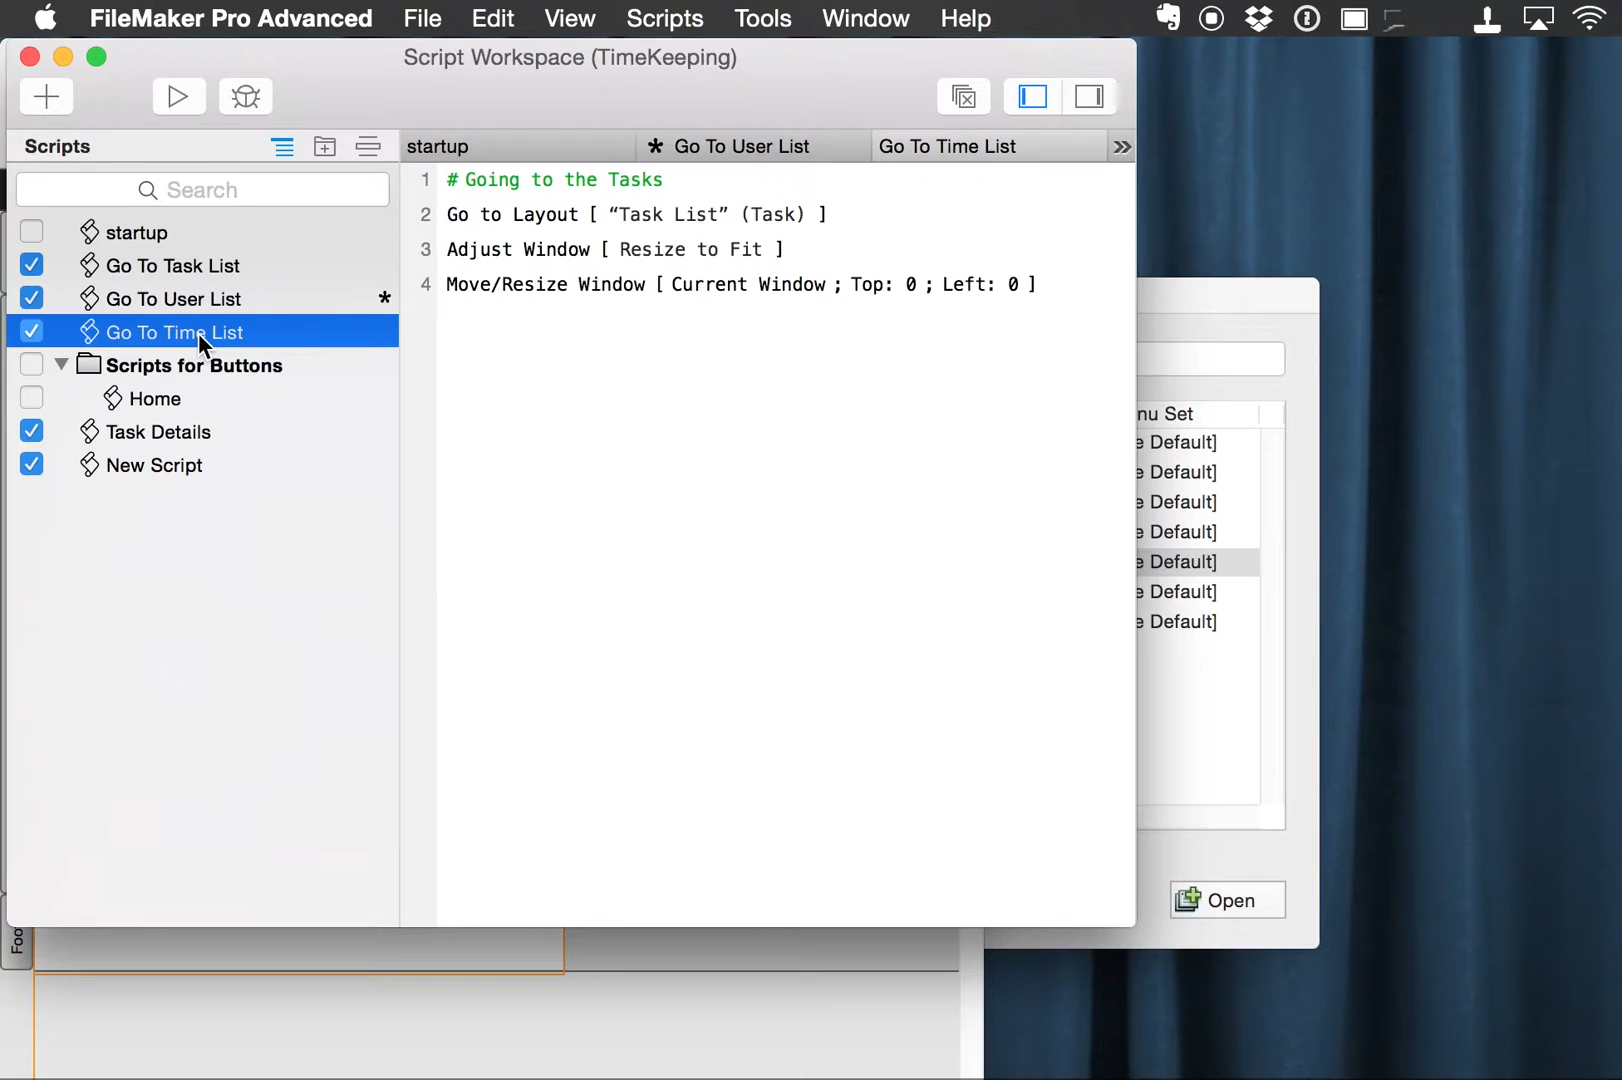 FileMaker Pro Advanced File Edit View Scripts Tools Window Help
Script Workspace (TimeKeeping)
Scripts
startup
* Go To User List
Go To Time List
Search
startup
Go To Task List
Go To User List *
Go To Time List
Scripts for Buttons
Home
Task Details
New Script
1 # Going to the Tasks
2 Go to Layout [ “Task List” (Task) ]
3 Adjust Window [ Resize to Fit ]
4 Move/Resize Window [ Current Window ; Top: 0 ; Left: 0 ]
nu Set
e Default]
e Default]
e Default]
e Default]
e Default]
e Default]
e Default]
Open
Foo